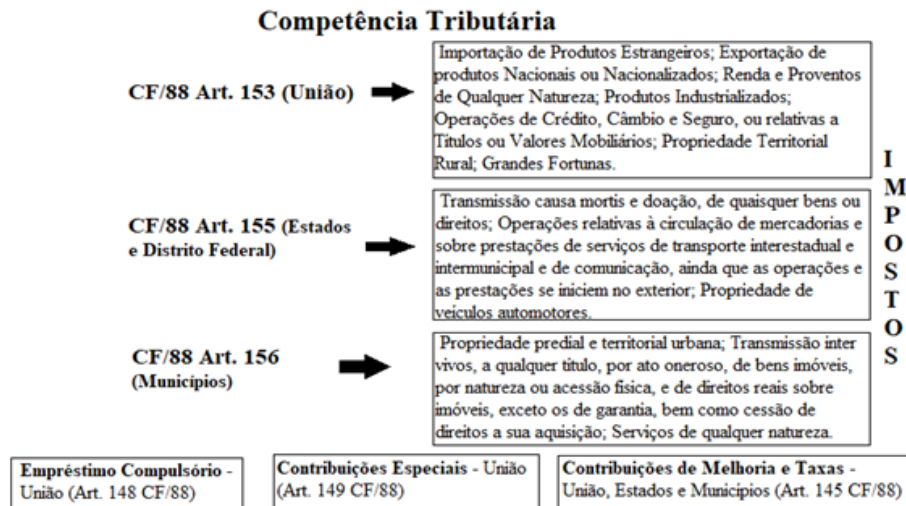 Competência Tributária
CF/88 Art. 153 (União)
Importação de Produtos Estrangeiros; Exportação de
produtos Nacionais ou Nacionalizados; Renda e Proventos
de Qualquer Natureza; Produtos Industrializados;
Operações de Crédito, Câmbio e Seguro, ou relativas a
Titulos ou Valores Mobiliários; Propriedade Territorial
Rural; Grandes Fortunas.
CF/88 Art. 155 (Estados
e Distrito Federal)
Transmissão causa mortis e doação, de quaisquer bens ou
direitos; Operações relativas à circulação de mercadorias e
sobre prestações de serviços de transporte interestadual e
intermunicipal e de comunicação, ainda que as operações e
as prestações se iniciem no exterior; Propriedade de
veiculos automotores.
CF/88 Art. 156
(Municípios)
Propriedade predial e territorial urbana; Transmissão inter
vivos, a qualquer titulo, por ato oneroso, de bens imóveis,
por natureza ou acessão física, e de direitos reais sobre
imóveis, exceto os de garantia, bem como cessão de
direitos a sua aquisição; Serviços de qualquer natureza.
IMPOSTOS
Empréstimo Compulsório -
União (Art. 148 CF/88)
Contribuições Especiais - União
(Art. 149 CF/88)
Contribuições de Melhoria e Taxas -
União, Estados e Municipios (Art. 145 CF/88)